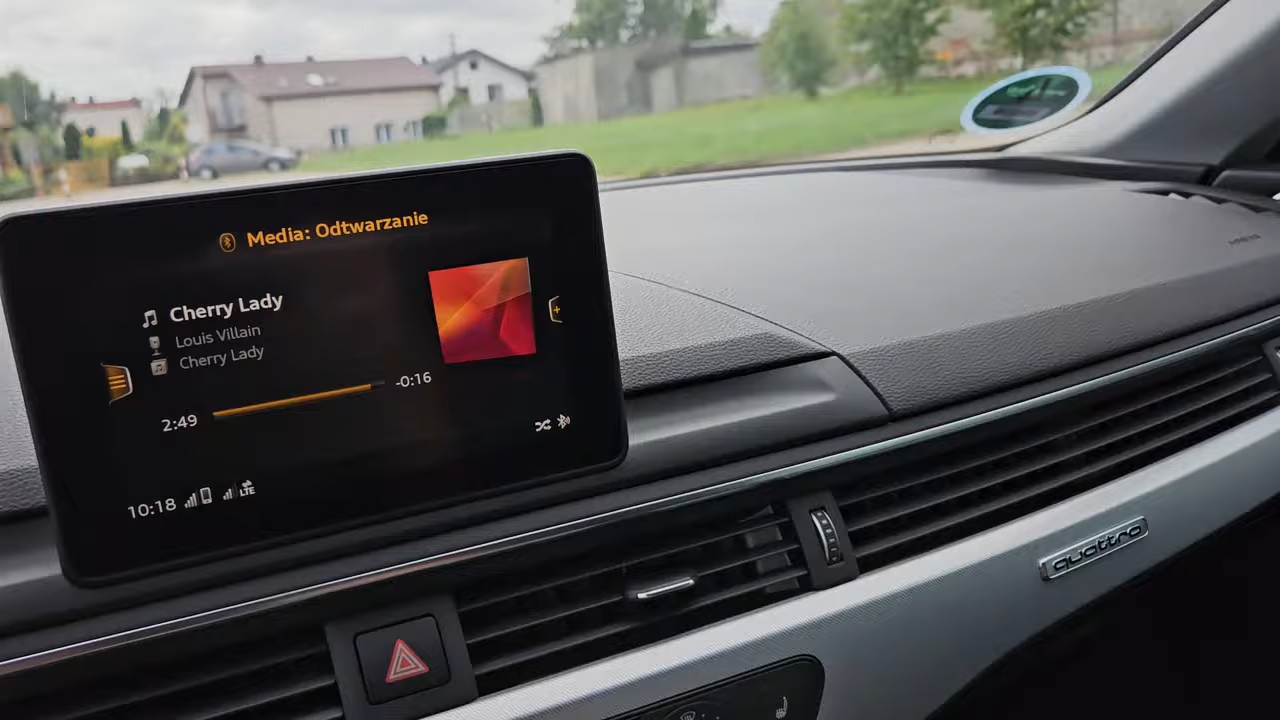 Media: Odtwarzanie
Cherry Lady
Louis Villain
Cherry Lady
2:49
-0:16
10:18
LTE
quattro